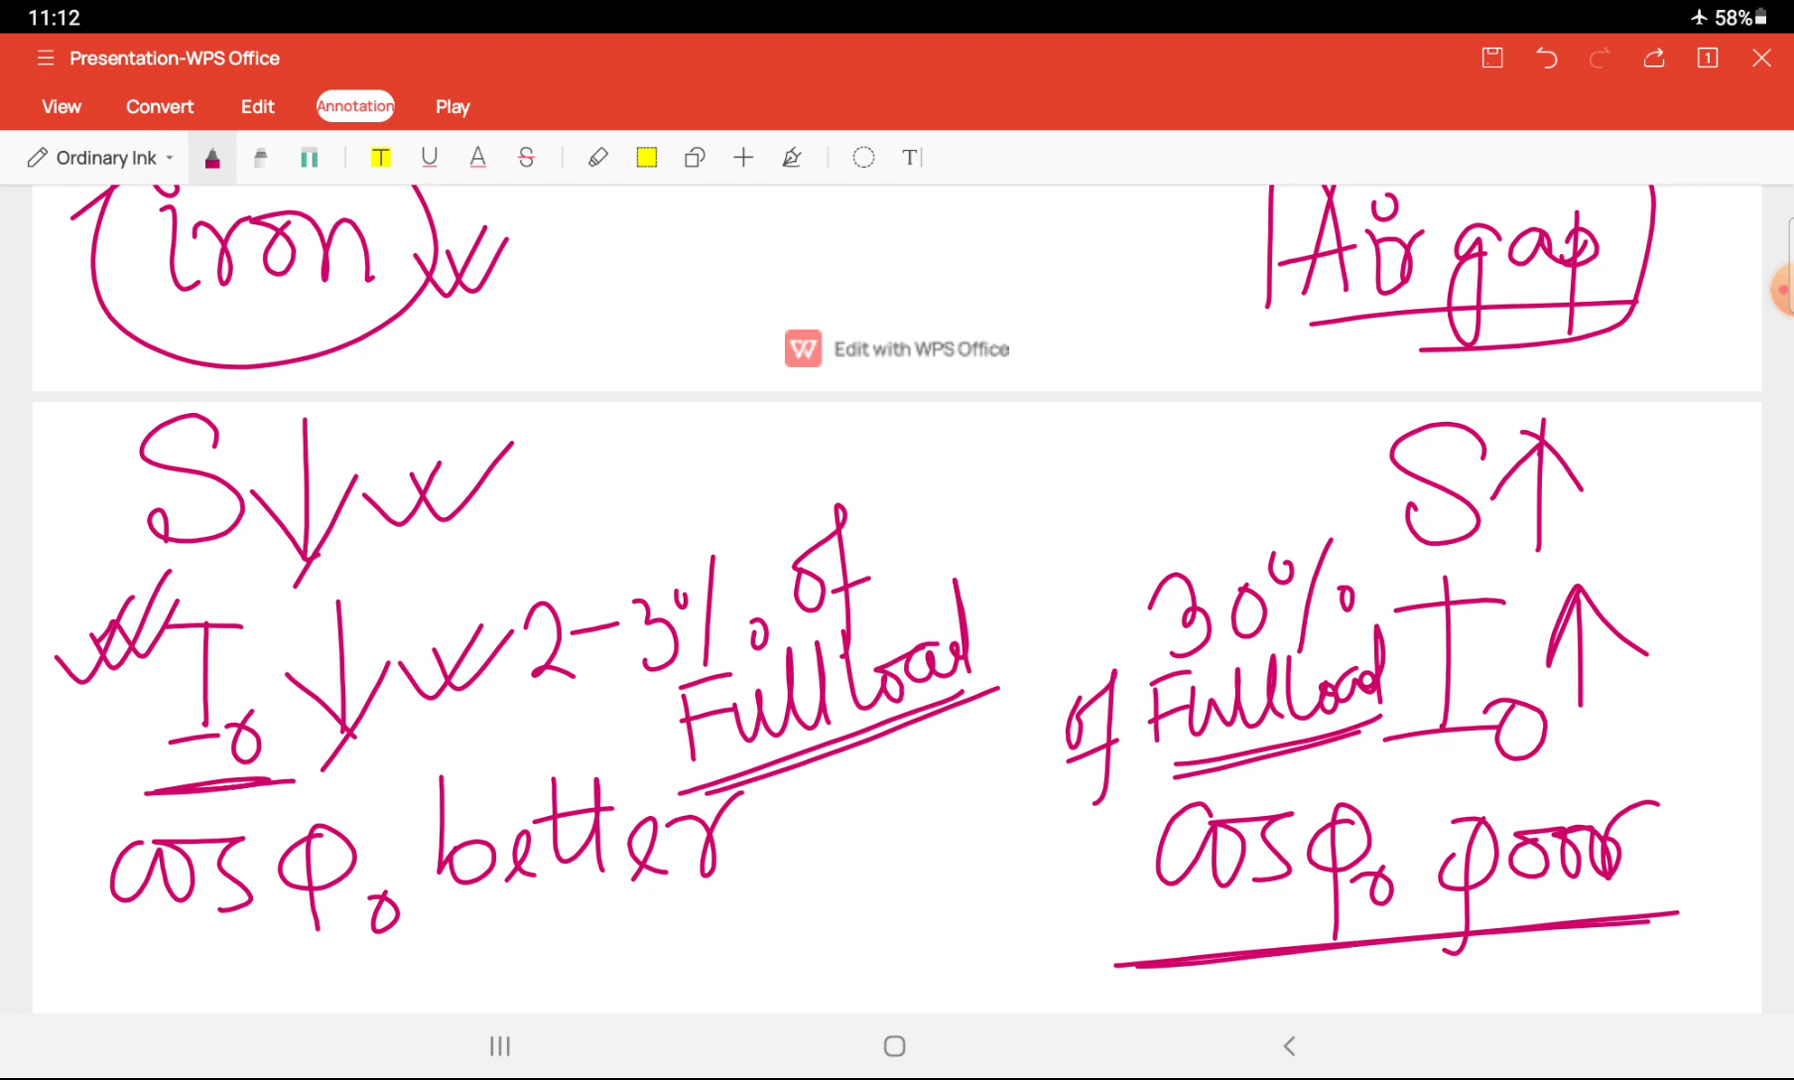 11:12
58%
Presentation-WPS Office
1
View Convert Edit Annotation Play
Ordinary Ink
iron
Air gap
Edit with WPS Office
S↓
S↑
I₀ ↓ 2-3% of
Full load
30% I₀ ↑
of Full load
cos φ₀ better
cos φ₀ poor